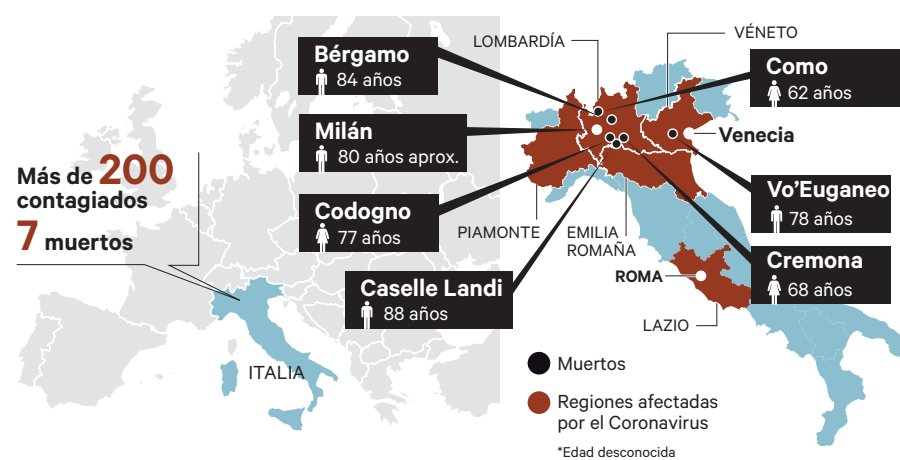 Más de 200
contagiados
7 muertos
ITALIA
LOMBARDÍA
VÉNETO
Bérgamo
84 años
Como
62 años
Milán
80 años aprox.
Venecia
Codogno
77 años
Vo'Euganeo
78 años
PIAMONTE
EMILIA
ROMAÑA
Caselle Landi
88 años
Cremona
68 años
ROMA
LAZIO
Muertos
Regiones afectadas
por el Coronavirus
*Edad desconocida